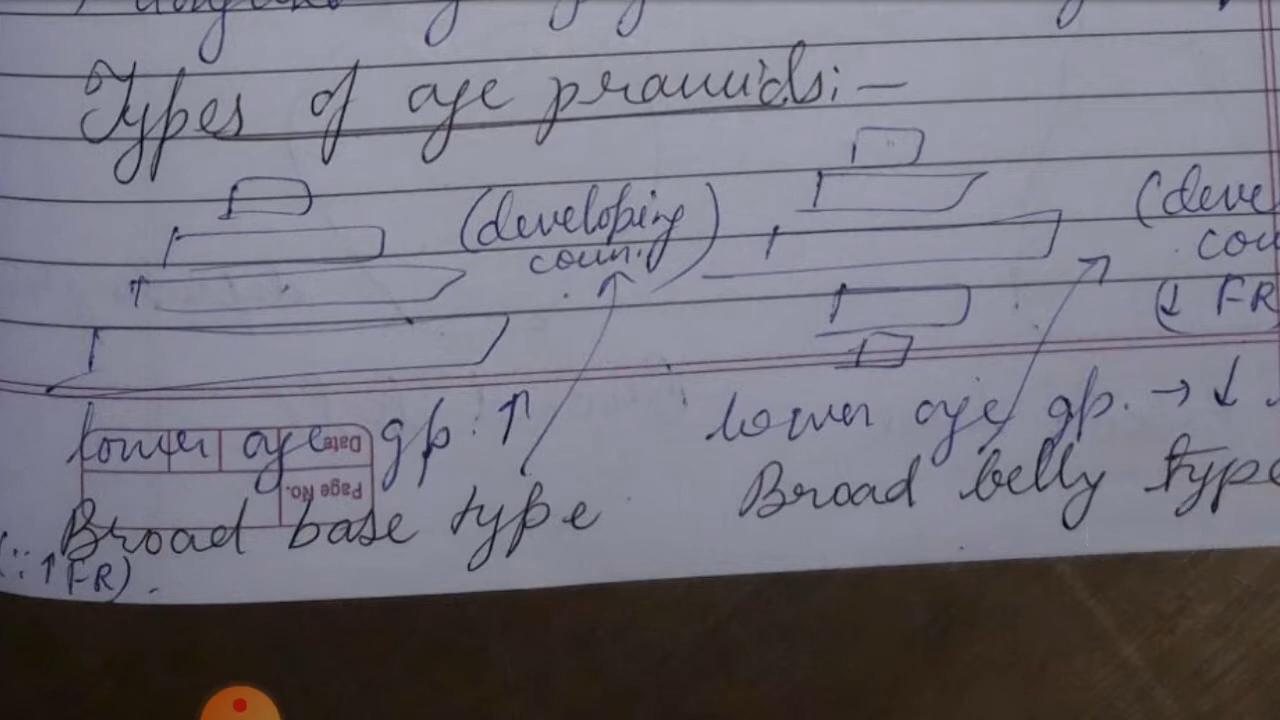 Types of age pramids:-
(developing
coun.)
(deve
cou
(↓ FR
lower age gp. ↑
lower age gp. → ↓
Date
Page No.
Broad base type
Broad belly type
(∵ ↑ FR).